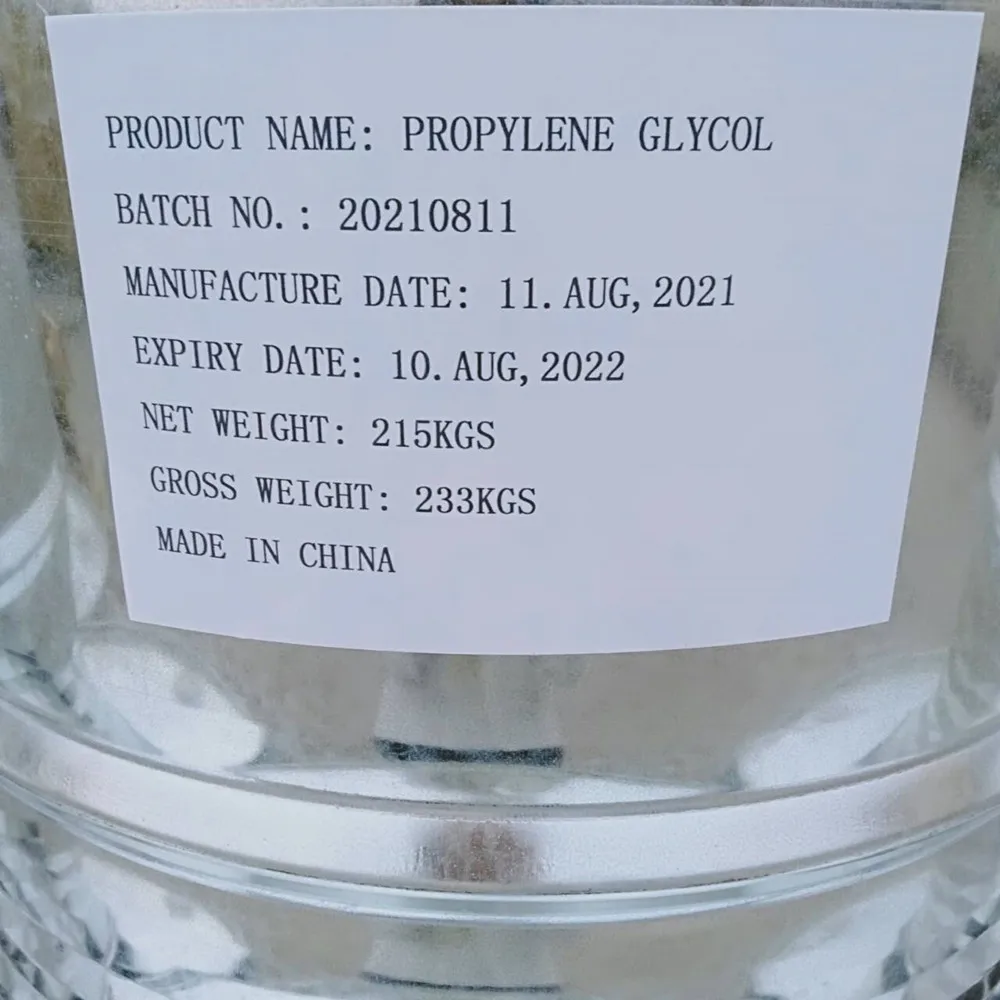 PRODUCT NAME: PROPYLENE GLYCOL
BATCH NO.: 20210811
MANUFACTURE DATE: 11.AUG,2021
EXPIRY DATE: 10.AUG,2022
NET WEIGHT: 215KGS
GROSS WEIGHT: 233KGS
MADE IN CHINA